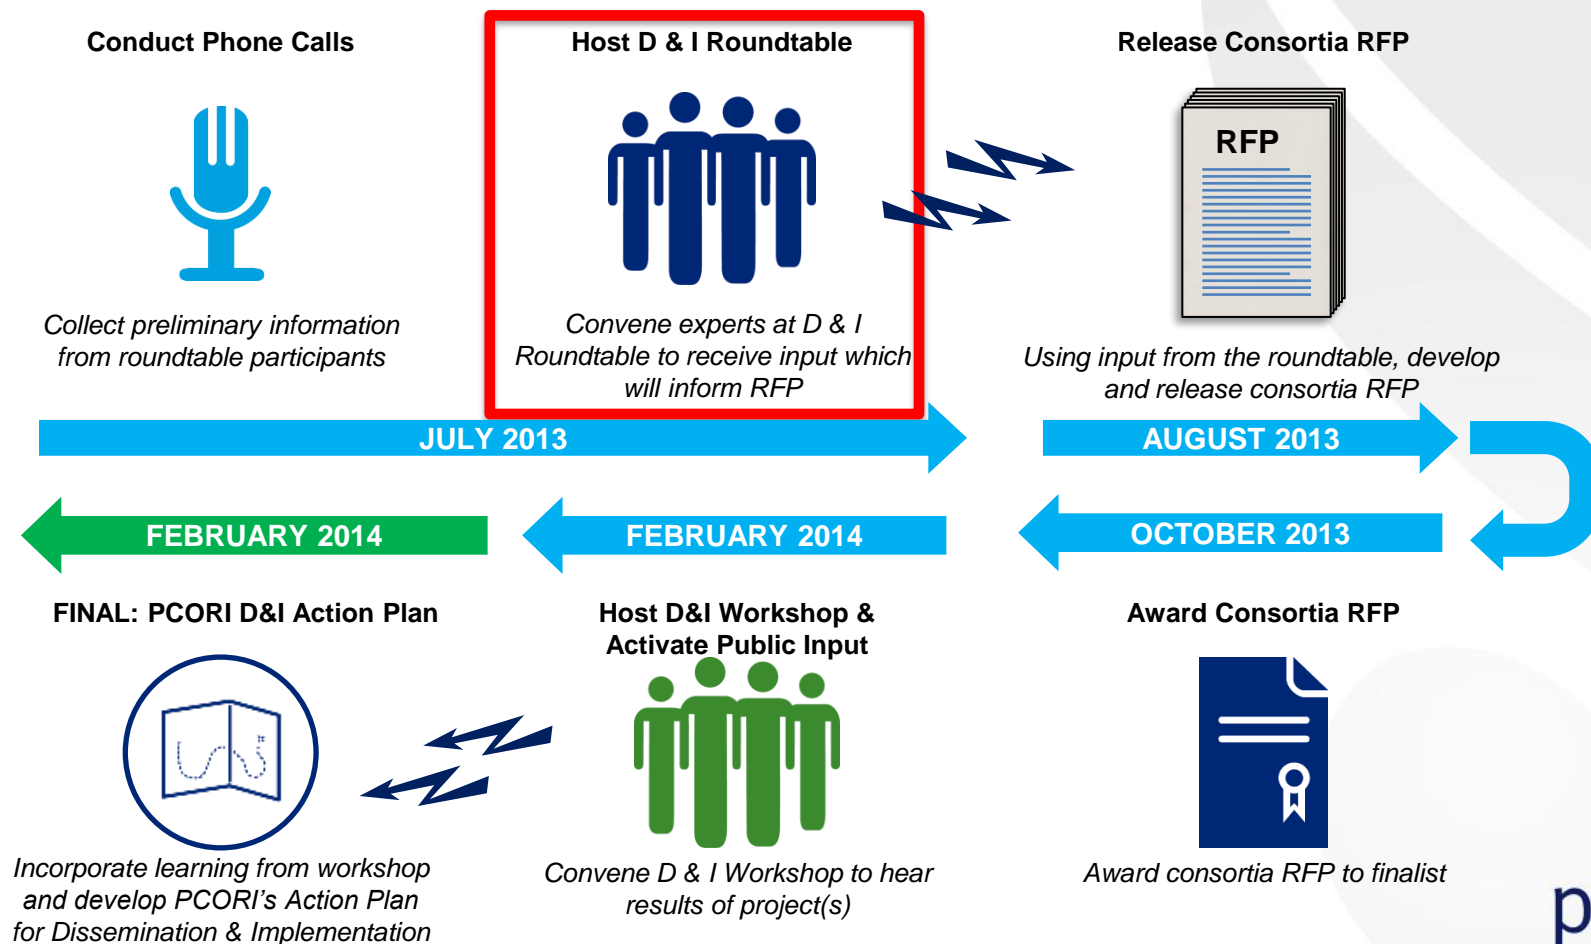 Conduct Phone Calls
Host D & I Roundtable
Release Consortia RFP
RFP
Collect preliminary information
from roundtable participants
Convene experts at D & I
Roundtable to receive input which
will inform RFP
Using input from the roundtable, develop
and release consortia RFP
JULY 2013
AUGUST 2013
FEBRUARY 2014
FEBRUARY 2014
OCTOBER 2013
FINAL: PCORI D&I Action Plan
Host D&I Workshop &
Activate Public Input
Award Consortia RFP
Incorporate learning from workshop
and develop PCORI's Action Plan
for Dissemination & Implementation
Convene D & I Workshop to hear
results of project(s)
Award consortia RFP to finalist
p